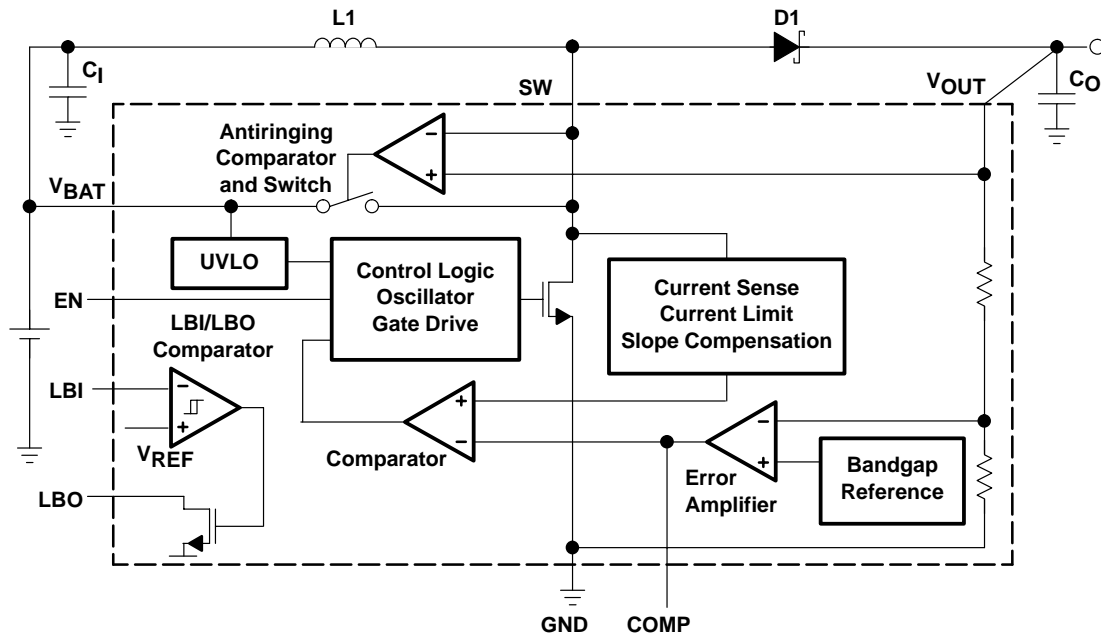 L1
D1
CI
SW
VOUT
CO
Antiringing
Comparator
and Switch
−
+
VBAT
UVLO
Control Logic
Oscillator
Gate Drive
Current Sense
Current Limit
Slope Compensation
EN
LBI/LBO
Comparator
LBI
−
+
VREF
+
−
Comparator
−
+
Error
Amplifier
Bandgap
Reference
LBO
GND
COMP